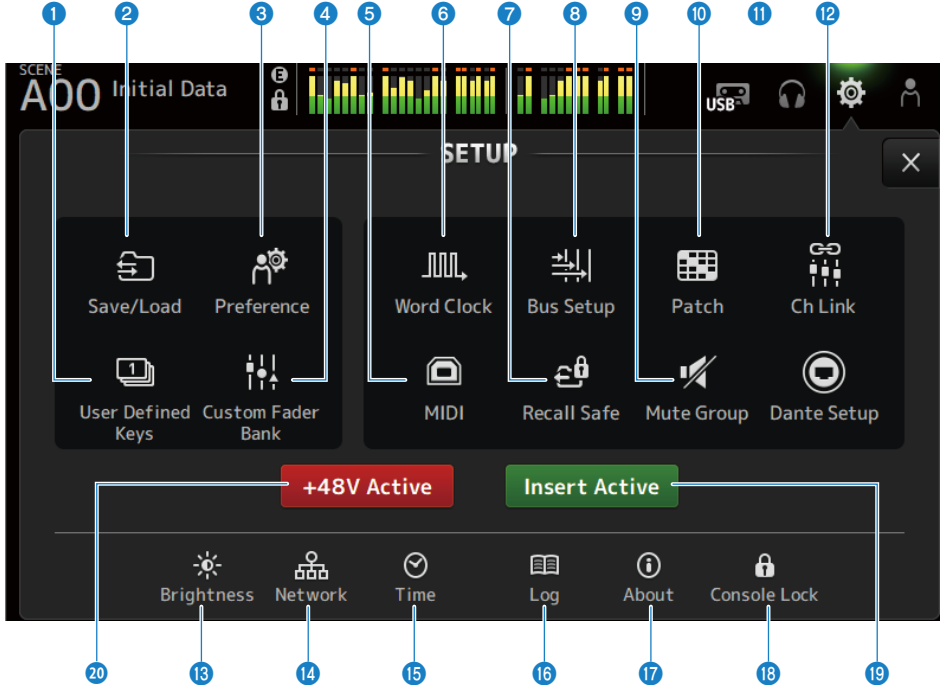 1 2 3 4 5 6 7 8 9 10 11 12
SCENE
A00 Initial Data
E
USB
SETUP
Save/Load Preference Word Clock Bus Setup Patch Ch Link
1
User Defined Keys Custom Fader Bank MIDI Recall Safe Mute Group Dante Setup
+48V Active Insert Active
Brightness Network Time Log About Console Lock
20 13 14 15 16 17 18 19